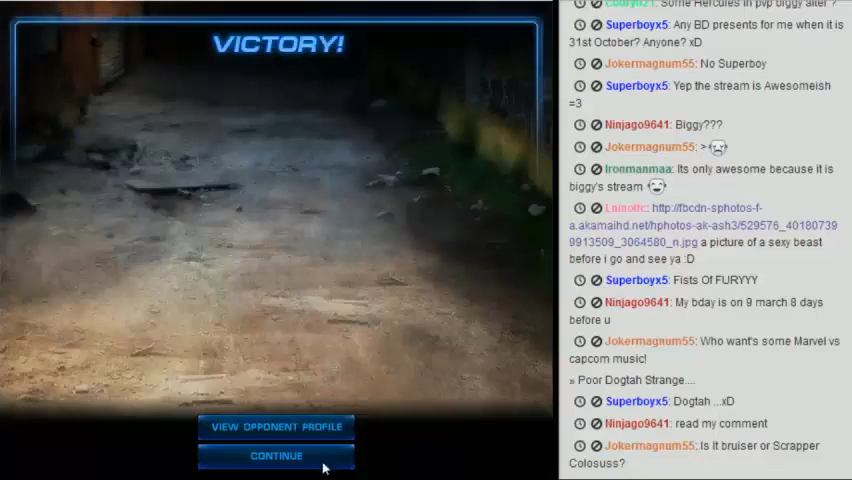 VICTORY!
VIEW OPPONENT PROFILE
CONTINUE
Some Hercules in pvp biggy after ?
Superboyx5: Any BD presents for me when it is
31st October? Anyone? xD
Jokermagnum55: No Superboy
Superboyx5: Yep the stream is Awesomeish
=3
Ninjago9641: Biggy???
Jokermagnum55: >
Ironmanmaa: Its only awesome because it is
biggy's stream
http://fbcdn-sphotos-f-
a.akamaihd.net/hphotos-ak-ash3/529576_40180739
9913509_3064580_n.jpg a picture of a sexy beast
before i go and see ya :D
Superboyx5: Fists Of FURYYY
Ninjago9641: My bday is on 9 march 8 days
before u
Jokermagnum55: Who want's some Marvel vs
capcom music!
» Poor Dogtah Strange....
Superboyx5: Dogtah ...xD
Ninjago9641: read my comment
Jokermagnum55: Is It bruiser or Scrapper
Colosuss?